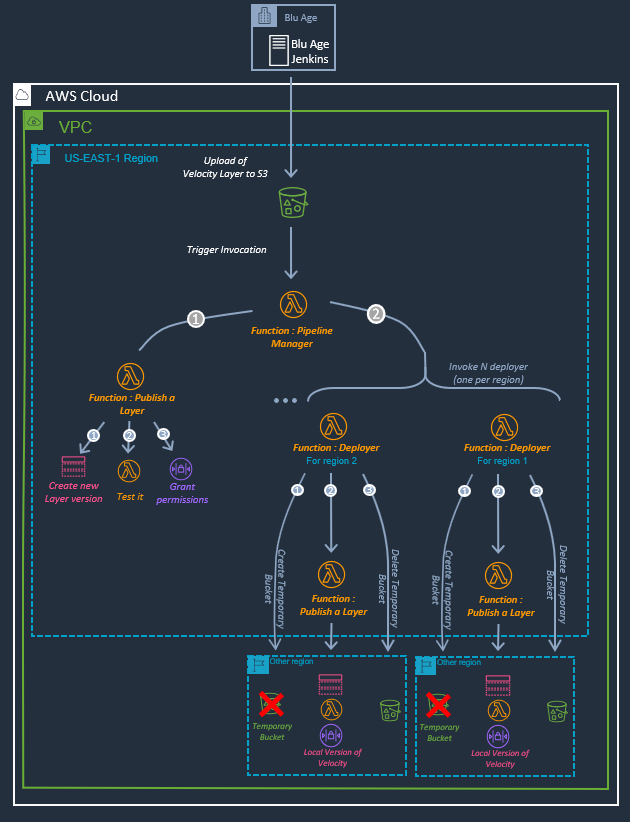 Blu Age
Blu Age
Jenkins
AWS Cloud
VPC
US-EAST-1 Region
Upload of
Velocity Layer to S3
Trigger Invocation
1
2
Function : Pipeline
Manager
Invoke N deployer
(one per region)
Function : Publish a
Layer
...
1
2
3
Function : Deployer
For region 2
Function : Deployer
For region 1
Create new
Layer version
Test it
Grant
permissions
1
2
3
1
2
3
Create Temporary
Bucket
Delete Temporary
Bucket
Create Temporary
Bucket
Delete Temporary
Bucket
Function :
Publish a Layer
Function :
Publish a Layer
Other region
Other region
Temporary
Bucket
Local Version of
Velocity
Temporary
Bucket
Local Version of
Velocity